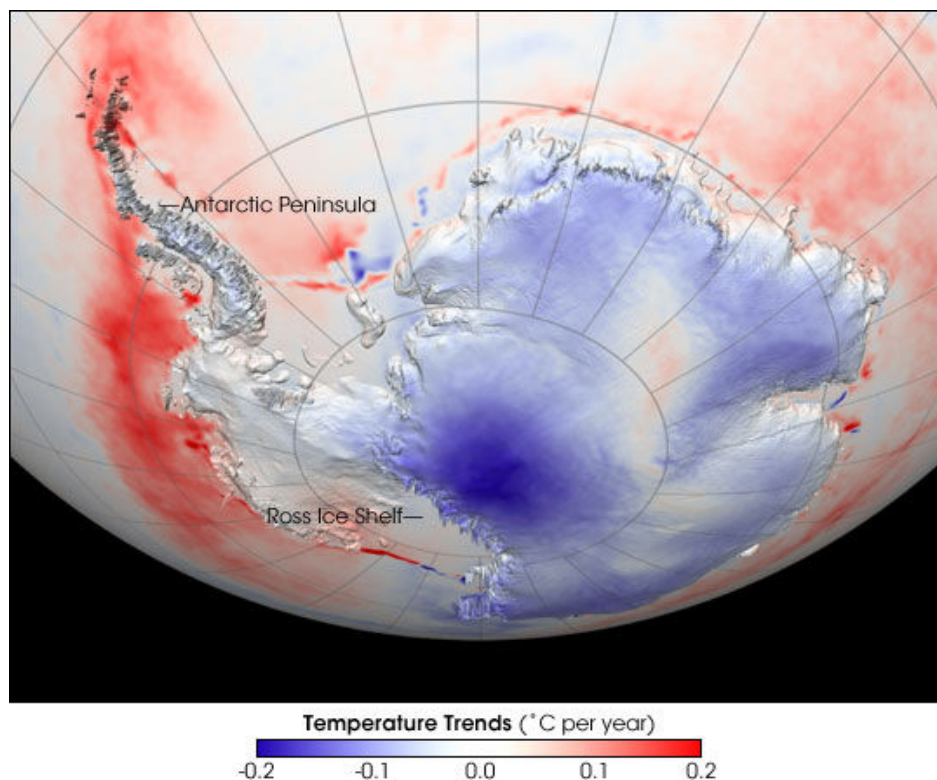 Antarctic Peninsula
Ross Ice Shelf
Temperature Trends (˚C per year)
-0.2 -0.1 0.0 0.1 0.2